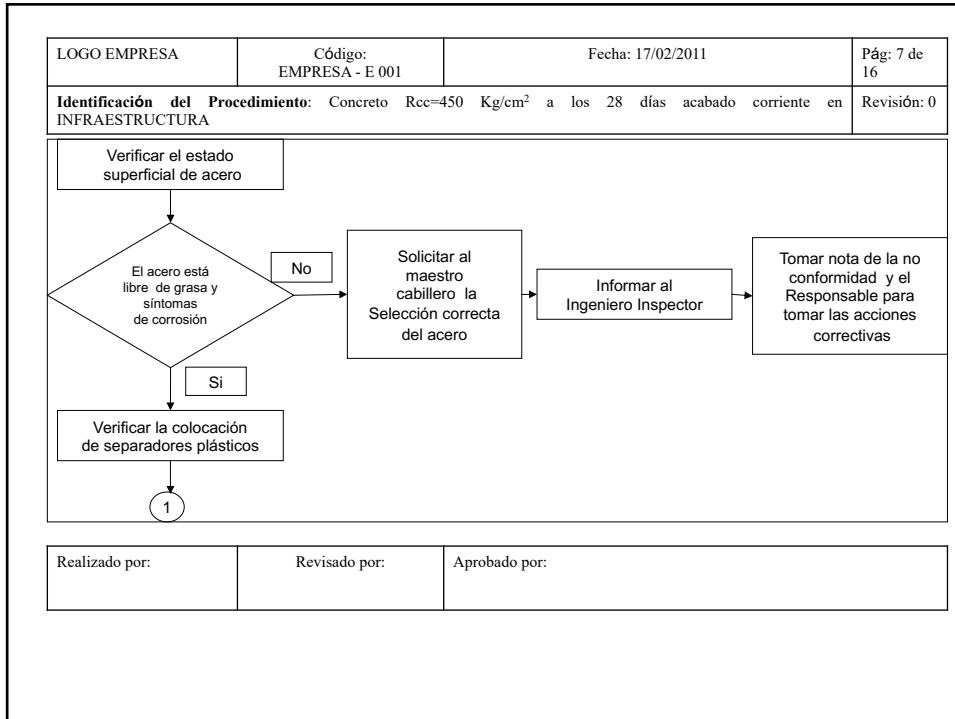 LOGO EMPRESA
Código:
EMPRESA - E 001
Fecha: 17/02/2011
Pág: 7 de
16
Identificación del Procedimiento: Concreto Rcc=450 Kg/cm² a los 28 días acabado corriente en
INFRAESTRUCTURA
Revisión: 0
Verificar el estado
superficial de acero
El acero está
libre de grasa y
síntomas
de corrosión
No
Solicitar al
maestro
cabillero la
Selección correcta
del acero
Informar al
Ingeniero Inspector
Tomar nota de la no
conformidad y el
Responsable para
tomar las acciones
correctivas
Si
Verificar la colocación
de separadores plásticos
1
Realizado por:
Revisado por:
Aprobado por: